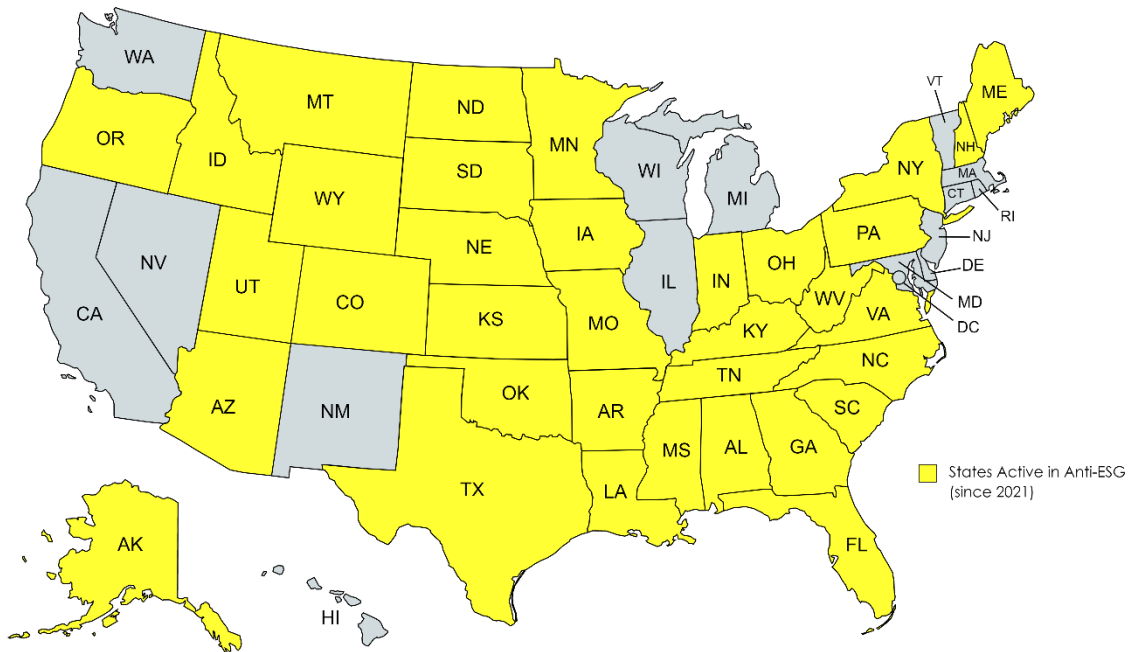 WA
VT
ME
MT
ND
OR
MN
ID
NH
SD
WI
NY
MA
WY
MI
CT
RI
IA
PA
NE
NJ
NV
OH
IN
DE
UT
IL
CA
CO
WV
MD
KS
MO
VA
KY
DC
NC
TN
OK
AZ
NM
AR
SC
MS
AL
GA
States Active in Anti-ESG
(since 2021)
TX
LA
AK
FL
HI